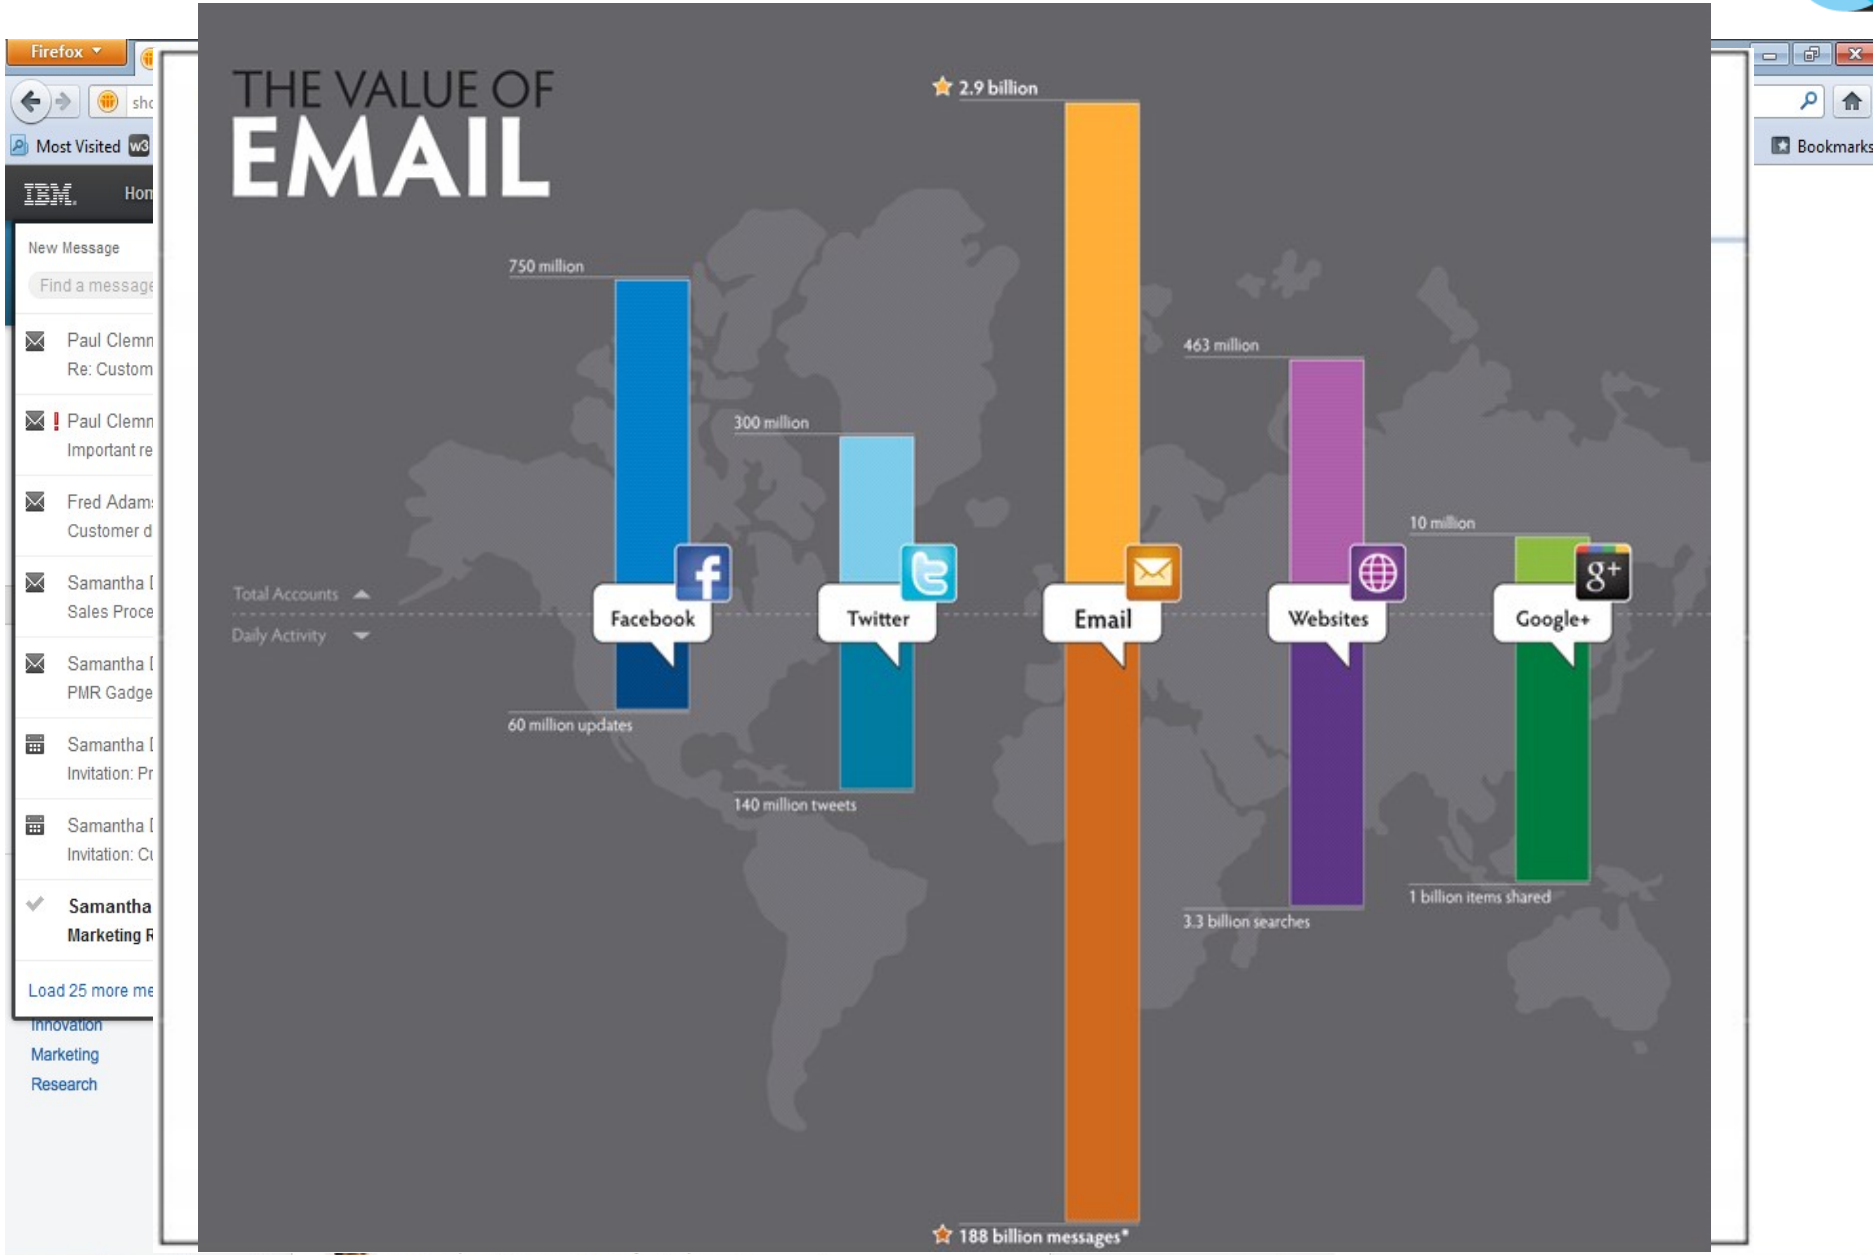 Firefox
Most Visited
Bookmarks
IBM.
New Message
Find a message
Paul Clemm
Re: Custom
Paul Clemm
Important re
Fred Adams
Customer d
Samantha
Sales Proce
Samantha
PMR Gadge
Samantha
Invitation: Pr
Samantha
Invitation: Cu
Samantha
Marketing R
Load 25 more me
Innovation
Marketing
Research
THE VALUE OF
EMAIL
2.9 billion
750 million
463 million
300 million
10 million
Total Accounts
Daily Activity
Facebook
Twitter
Email
Websites
Google+
60 million updates
140 million tweets
1 billion items shared
3.3 billion searches
188 billion messages*